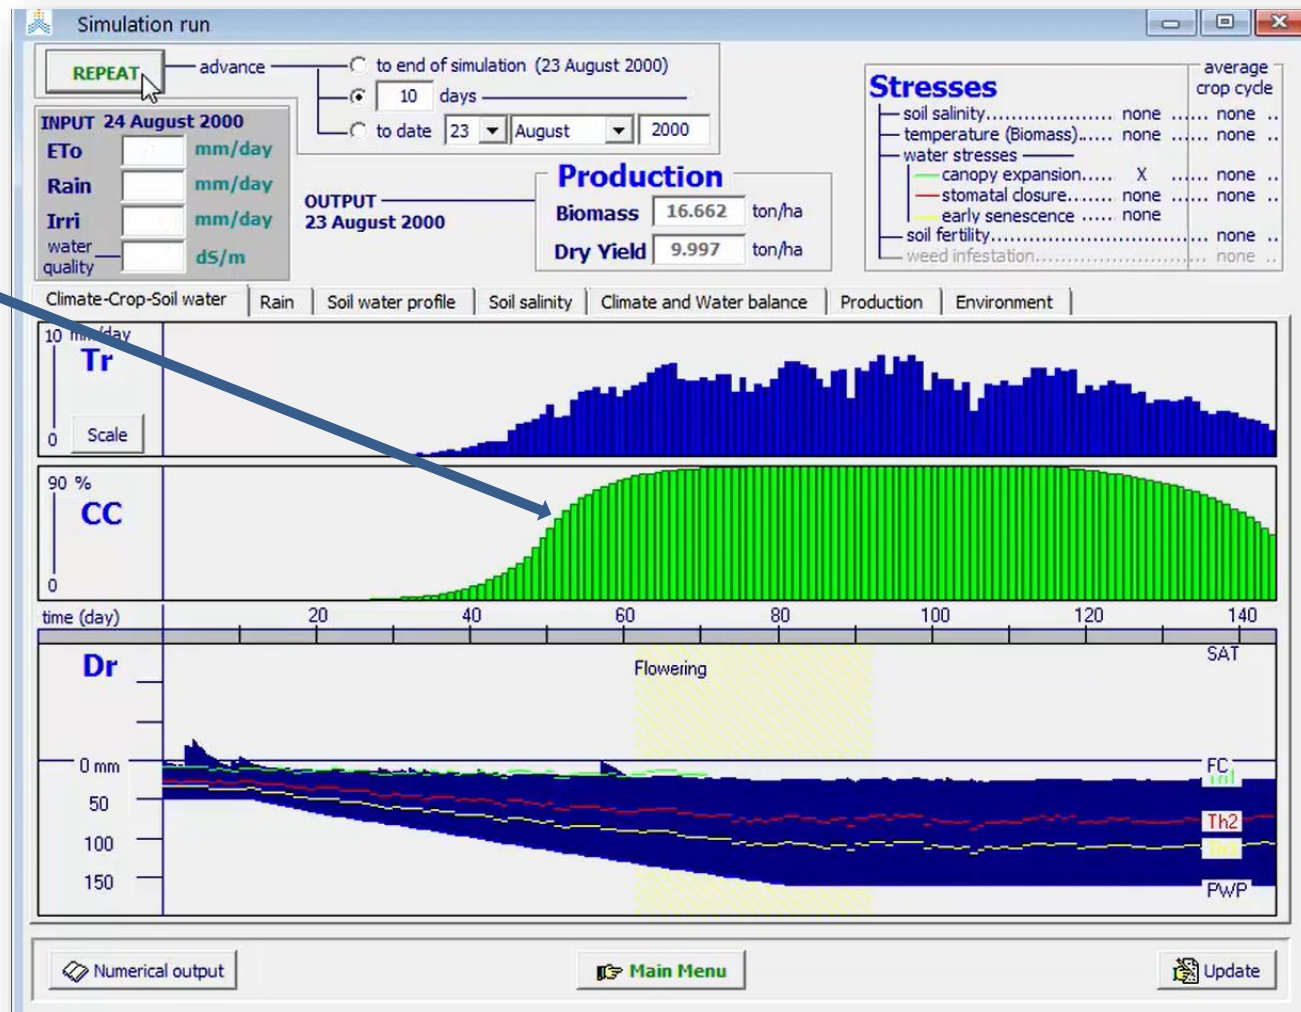 Simulation run
REPEAT advance
to end of simulation (23 August 2000)
10 days
to date 23 August 2000
INPUT 24 August 2000
ETo mm/day
Rain mm/day
Irri mm/day
water quality dS/m
OUTPUT
23 August 2000
Production
Biomass 16.662 ton/ha
Dry Yield 9.997 ton/ha
Stresses
average
crop cycle
soil salinity.................... none ...... none ..
temperature (Biomass)..... none ...... none ..
water stresses
canopy expansion..... X ...... none ..
stomatal closure....... none ...... none ..
early senescence ..... none
soil fertility................................. none ..
weed infestation........................... none ..
Climate-Crop-Soil water
Rain
Soil water profile
Soil salinity
Climate and Water balance
Production
Environment
10 mm/day
Tr
0
Scale
90 %
CC
0
time (day) 20 40 60 80 100 120 140
Dr
Flowering
SAT
0 mm
FC
50
Th2
100
150
PWP
Numerical output
Main Menu
Update